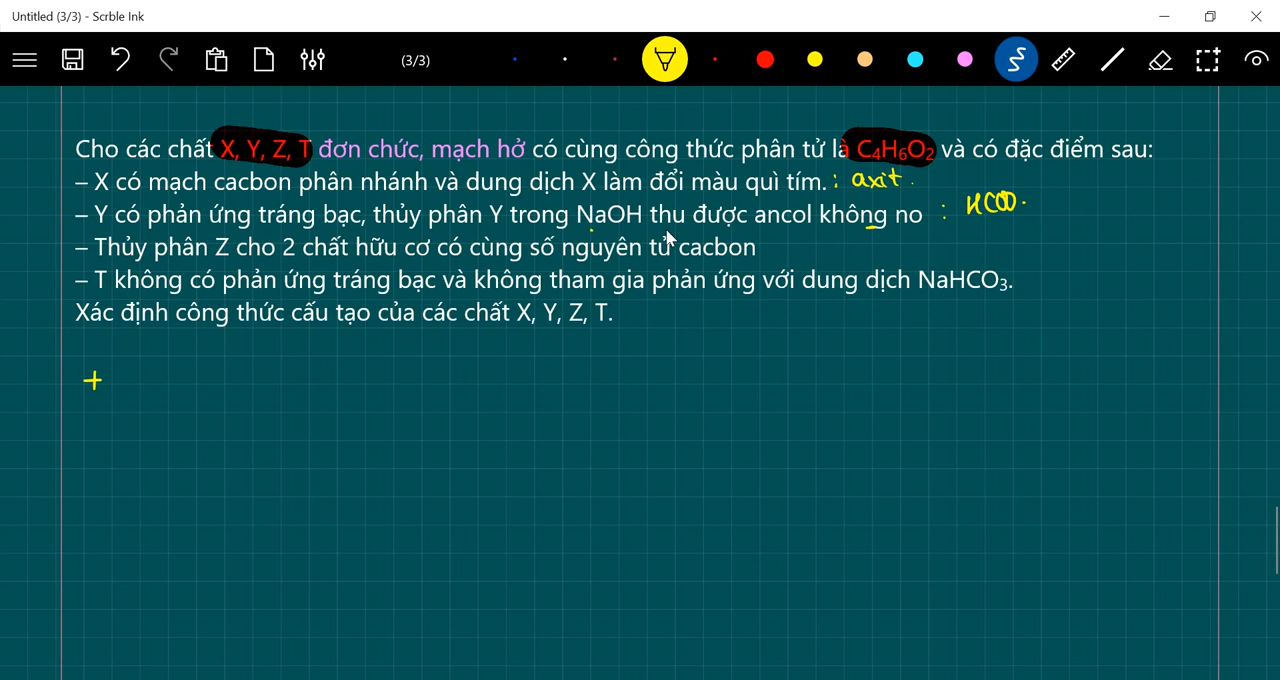 Untitled (3/3) - Scrble Ink
(3/3)
Cho các chất X, Y, Z, T đơn chức, mạch hở có cùng công thức phân tử là C₄H₆O₂ và có đặc điểm sau:
– X có mạch cacbon phân nhánh và dung dịch X làm đổi màu quì tím. : axit.
– Y có phản ứng tráng bạc, thủy phân Y trong NaOH thu được ancol không no : HCOO.
– Thủy phân Z cho 2 chất hữu cơ có cùng số nguyên tử cacbon
– T không có phản ứng tráng bạc và không tham gia phản ứng với dung dịch NaHCO₃.
Xác định công thức cấu tạo của các chất X, Y, Z, T.
+